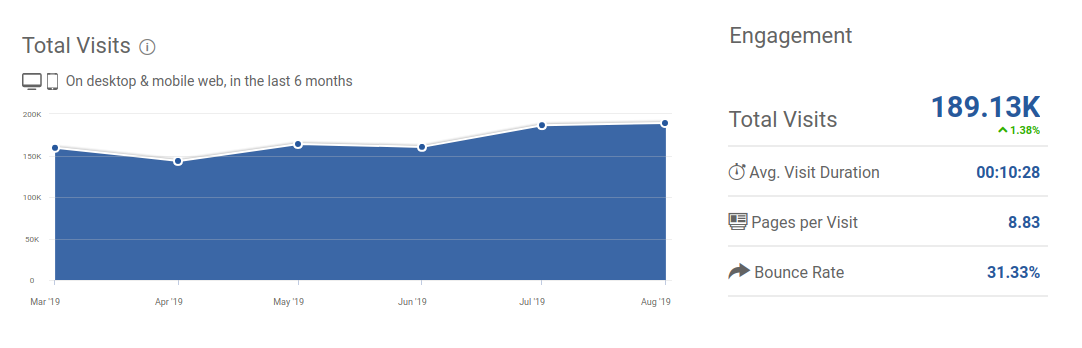 Total Visits
On desktop & mobile web, in the last 6 months
200K
150K
100K
50K
0
Mar '19 Apr '19 May '19 Jun '19 Jul '19 Aug '19
Engagement
Total Visits 189.13K
1.38%
Avg. Visit Duration 00:10:28
Pages per Visit 8.83
Bounce Rate 31.33%